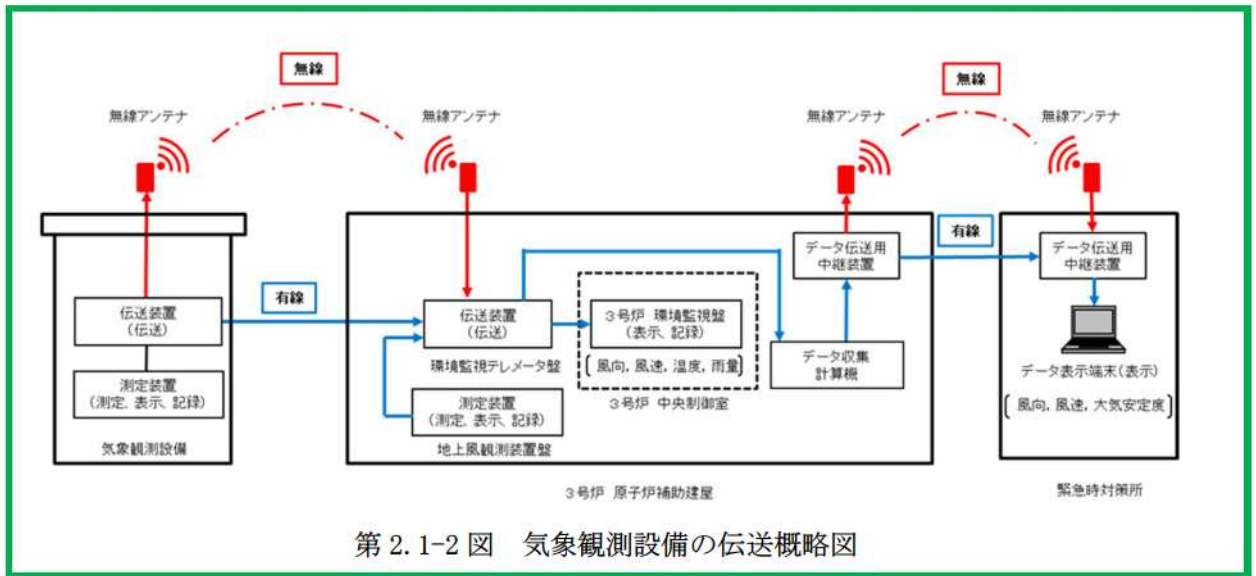 無線
無線
無線アンテナ
無線アンテナ
無線アンテナ
無線アンテナ
有線
有線
伝送装置
(伝送)
測定装置
(測定、表示、記録)
気象観測設備
伝送装置
(伝送)
環境監視テレメータ盤
測定装置
(測定、表示、記録)
地上風観測装置盤
3号炉 環境監視盤
(表示、記録)
[風向,風速,温度,雨量]
3号炉 中央制御室
データ伝送用
中継装置
データ収集
計算機
3号炉 原子炉補助建屋
データ伝送用
中継装置
データ表示端末(表示)
[風向,風速,大気安定度]
緊急時対策所
第 2.1-2 図 気象観測設備の伝送概略図